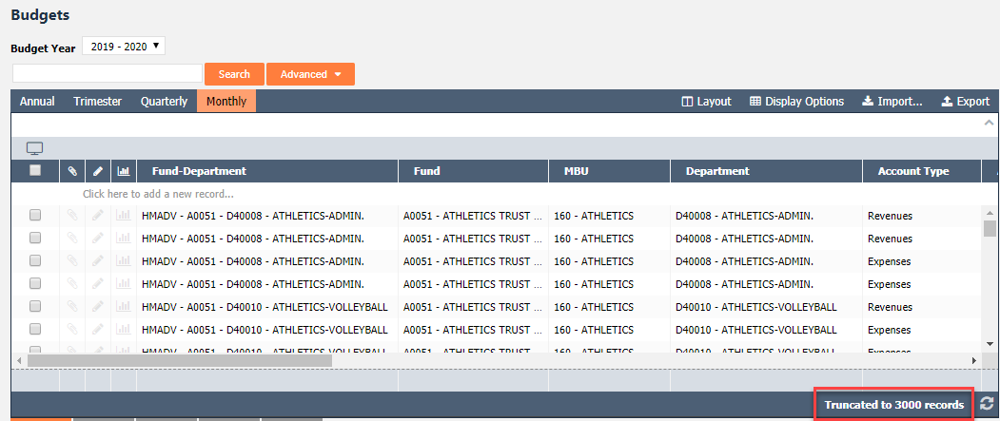 Budgets
Budget Year 2019 - 2020
Search Advanced
Annual Trimester Quarterly Monthly Layout Display Options Import... Export
Fund-Department Fund MBU Department Account Type
Click here to add a new record...
HMADV - A0051 - D40008 - ATHLETICS-ADMIN. A0051 - ATHLETICS TRUST ... 160 - ATHLETICS D40008 - ATHLETICS-ADMIN. Revenues
HMADV - A0051 - D40008 - ATHLETICS-ADMIN. A0051 - ATHLETICS TRUST ... 160 - ATHLETICS D40008 - ATHLETICS-ADMIN. Revenues
HMADV - A0051 - D40008 - ATHLETICS-ADMIN. A0051 - ATHLETICS TRUST ... 160 - ATHLETICS D40008 - ATHLETICS-ADMIN. Expenses
HMADV - A0051 - D40008 - ATHLETICS-ADMIN. A0051 - ATHLETICS TRUST ... 160 - ATHLETICS D40008 - ATHLETICS-ADMIN. Expenses
HMADV - A0051 - D40010 - ATHLETICS-VOLLEYBALL A0051 - ATHLETICS TRUST ... 160 - ATHLETICS D40010 - ATHLETICS-VOLLEYBALL Revenues
HMADV - A0051 - D40010 - ATHLETICS-VOLLEYBALL A0051 - ATHLETICS TRUST ... 160 - ATHLETICS D40010 - ATHLETICS-VOLLEYBALL Expenses
HMADV - A0051 - D40010 - ATHLETICS-VOLLEYBALL A0051 - ATHLETICS TRUST ... 160 - ATHLETICS D40010 - ATHLETICS-VOLLEYBALL Expenses
Truncated to 3000 records